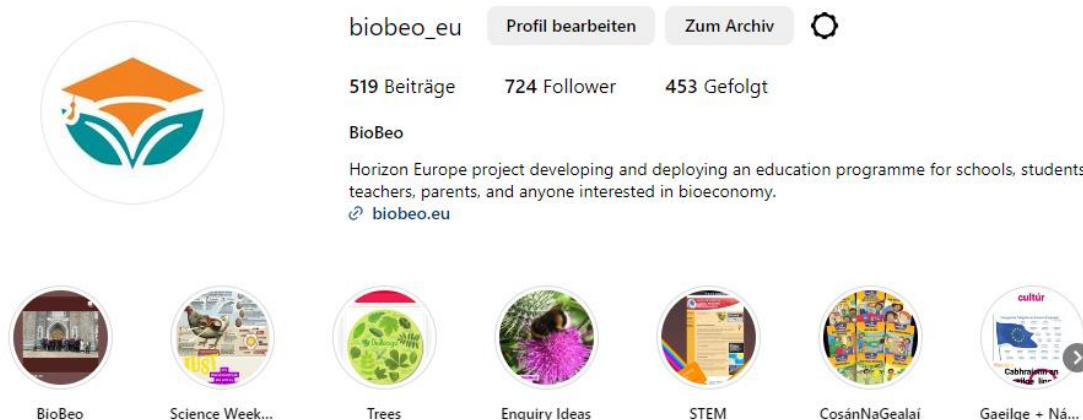 biobeo_eu Profil bearbeiten Zum Archiv
519 Beiträge 724 Follower 453 Gefolgt
BioBeo
Horizon Europe project developing and deploying an education programme for schools, students
teachers, parents, and anyone interested in bioeconomy.
biobeo.eu
cultúr
BioBeo Science Week... Trees Enquiry Ideas STEM CosánNaGealaí Gaeilge + Ná...